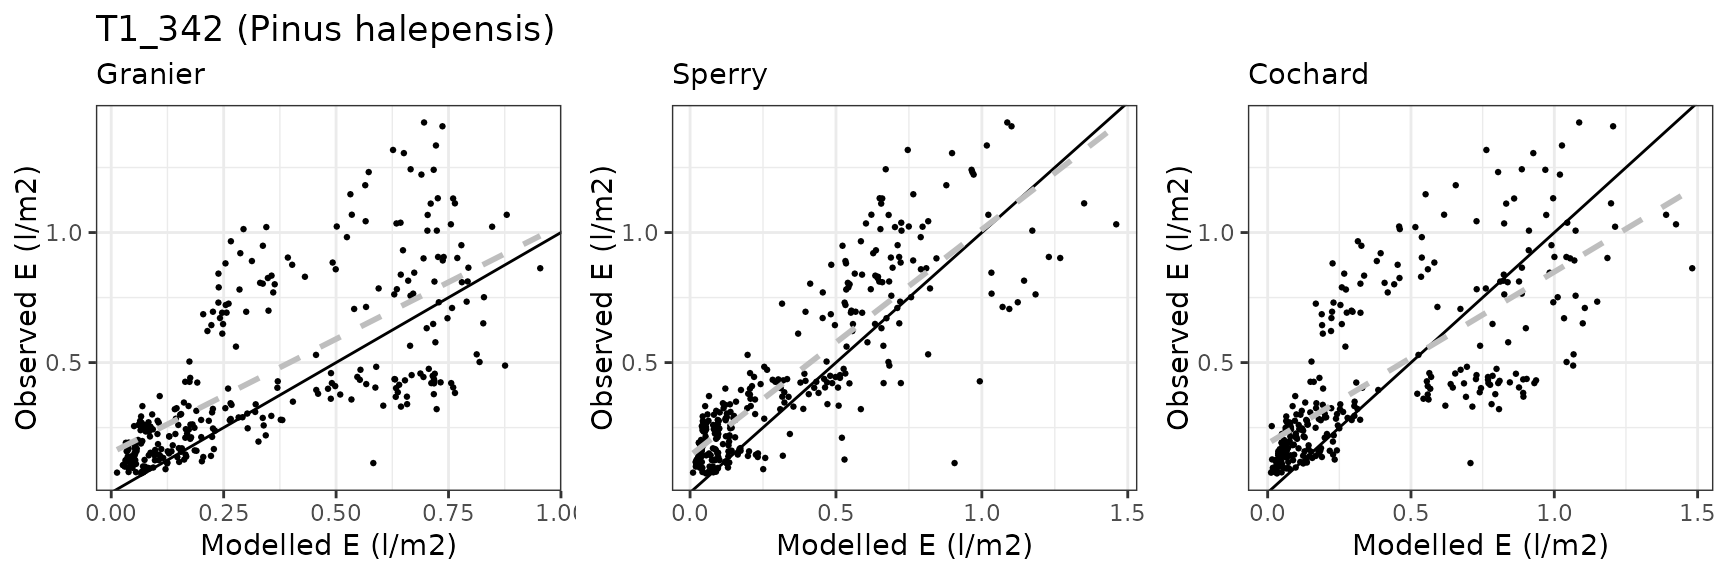 T1_342 (Pinus halepensis)
Granier
Observed E (l/m2)
1.0
0.5
0.00 0.25 0.50 0.75 1.0
Modelled E (l/m2)
Sperry
Observed E (l/m2)
1.0
0.5
0.0 0.5 1.0 1.5
Modelled E (l/m2)
Cochard
Observed E (l/m2)
1.0
0.5
0.0 0.5 1.0 1.5
Modelled E (l/m2)